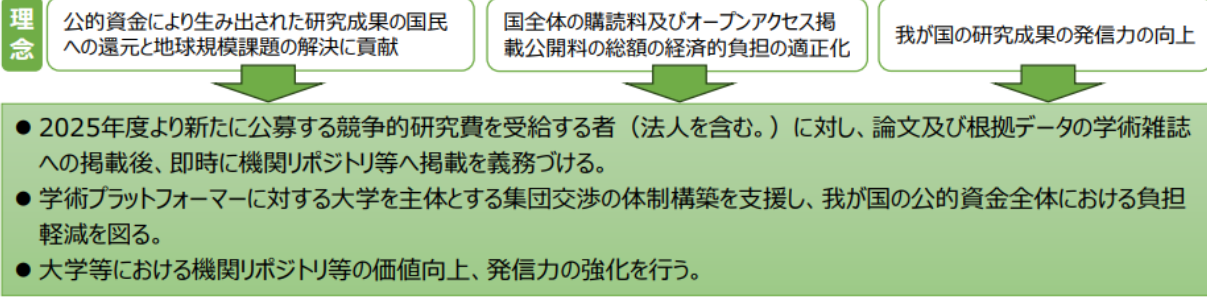 理念
公的資金により生み出された研究成果の国民
への還元と地球規模課題の解決に貢献
国全体の購読料及びオープンアクセス掲
載公開料の総額の経済的負担の適正化
我が国の研究成果の発信力の向上
● 2025年度より新たに公募する競争的研究費を受給する者（法人を含む。）に対し、論文及び根拠データの学術雑誌
への掲載後、即時に機関リポジトリ等へ掲載を義務づける。
● 学術プラットフォーマーに対する大学を主体とする集団交渉の体制構築を支援し、我が国の公的資金全体における負担
軽減を図る。
● 大学等における機関リポジトリ等の価値向上、発信力の強化を行う。